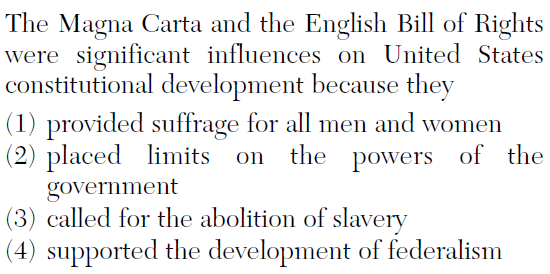 The Magna Carta and the English Bill of Rights
were significant influences on United States
constitutional development because they
(1) provided suffrage for all men and women
(2) placed limits on the powers of the
government
(3) called for the abolition of slavery
(4) supported the development of federalism